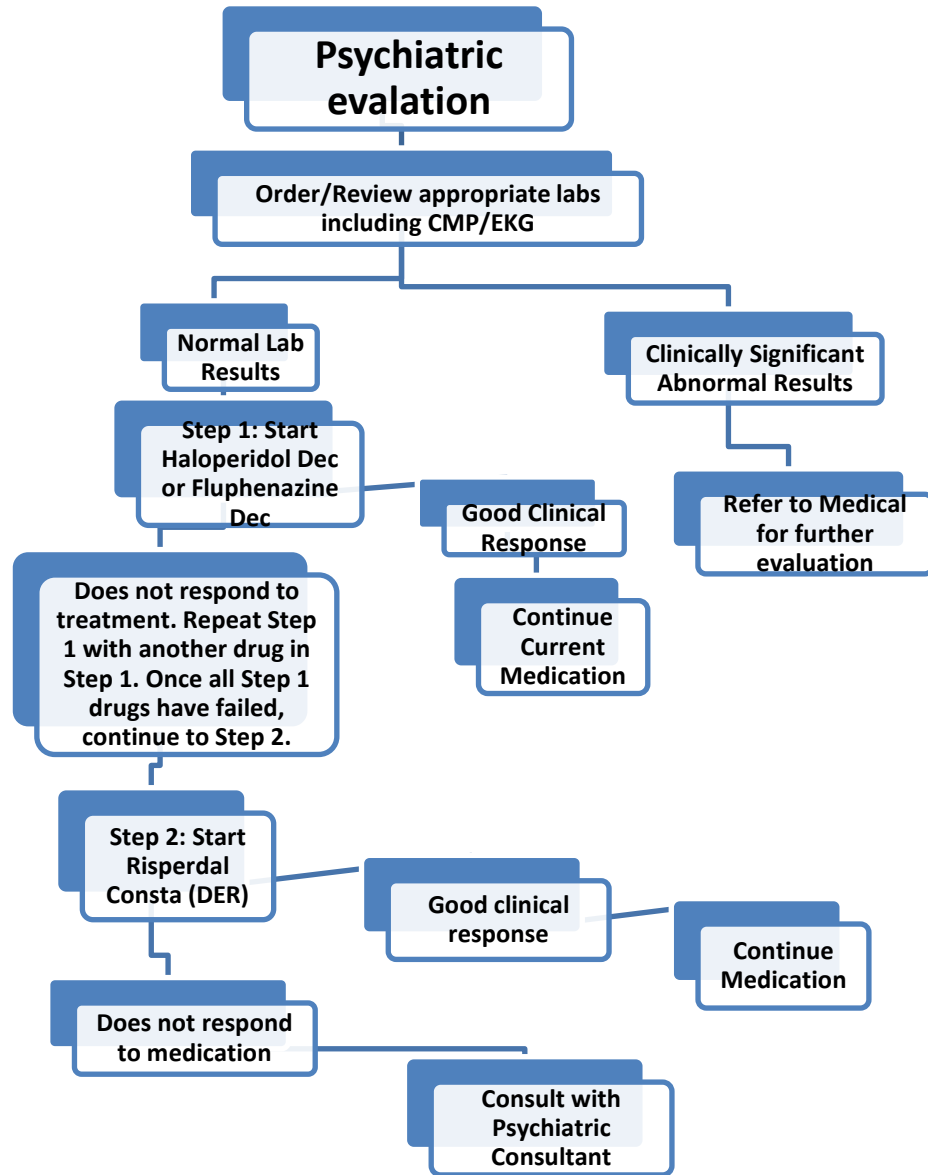 Psychiatric
evalation
Order/Review appropriate labs
including CMP/EKG
Normal Lab
Results
Clinically Significant
Abnormal Results
Step 1: Start
Haloperidol Dec
or Fluphenazine
Dec
Good Clinical
Response
Refer to Medical
for further
evaluation
Does not respond to
treatment. Repeat Step
1 with another drug in
Step 1. Once all Step 1
drugs have failed,
continue to Step 2.
Continue
Current
Medication
Step 2: Start
Risperdal
Consta (DER)
Good clinical
response
Continue
Medication
Does not respond
to medication
Consult with
Psychiatric
Consultant